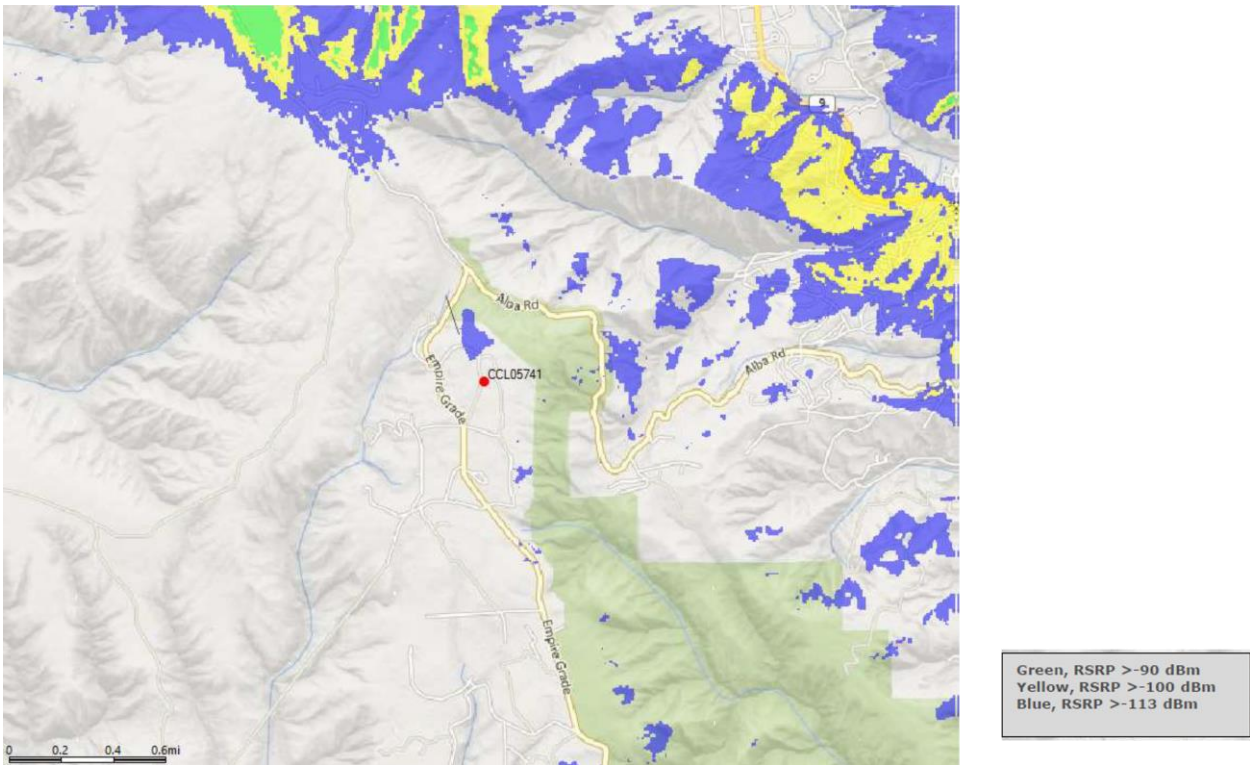 9
Alba Rd
CCL05741
Empire Grade
Alba Rd
Empire Grade
0 0.2 0.4 0.6mi
Green, RSRP >-90 dBm
Yellow, RSRP >-100 dBm
Blue, RSRP >-113 dBm